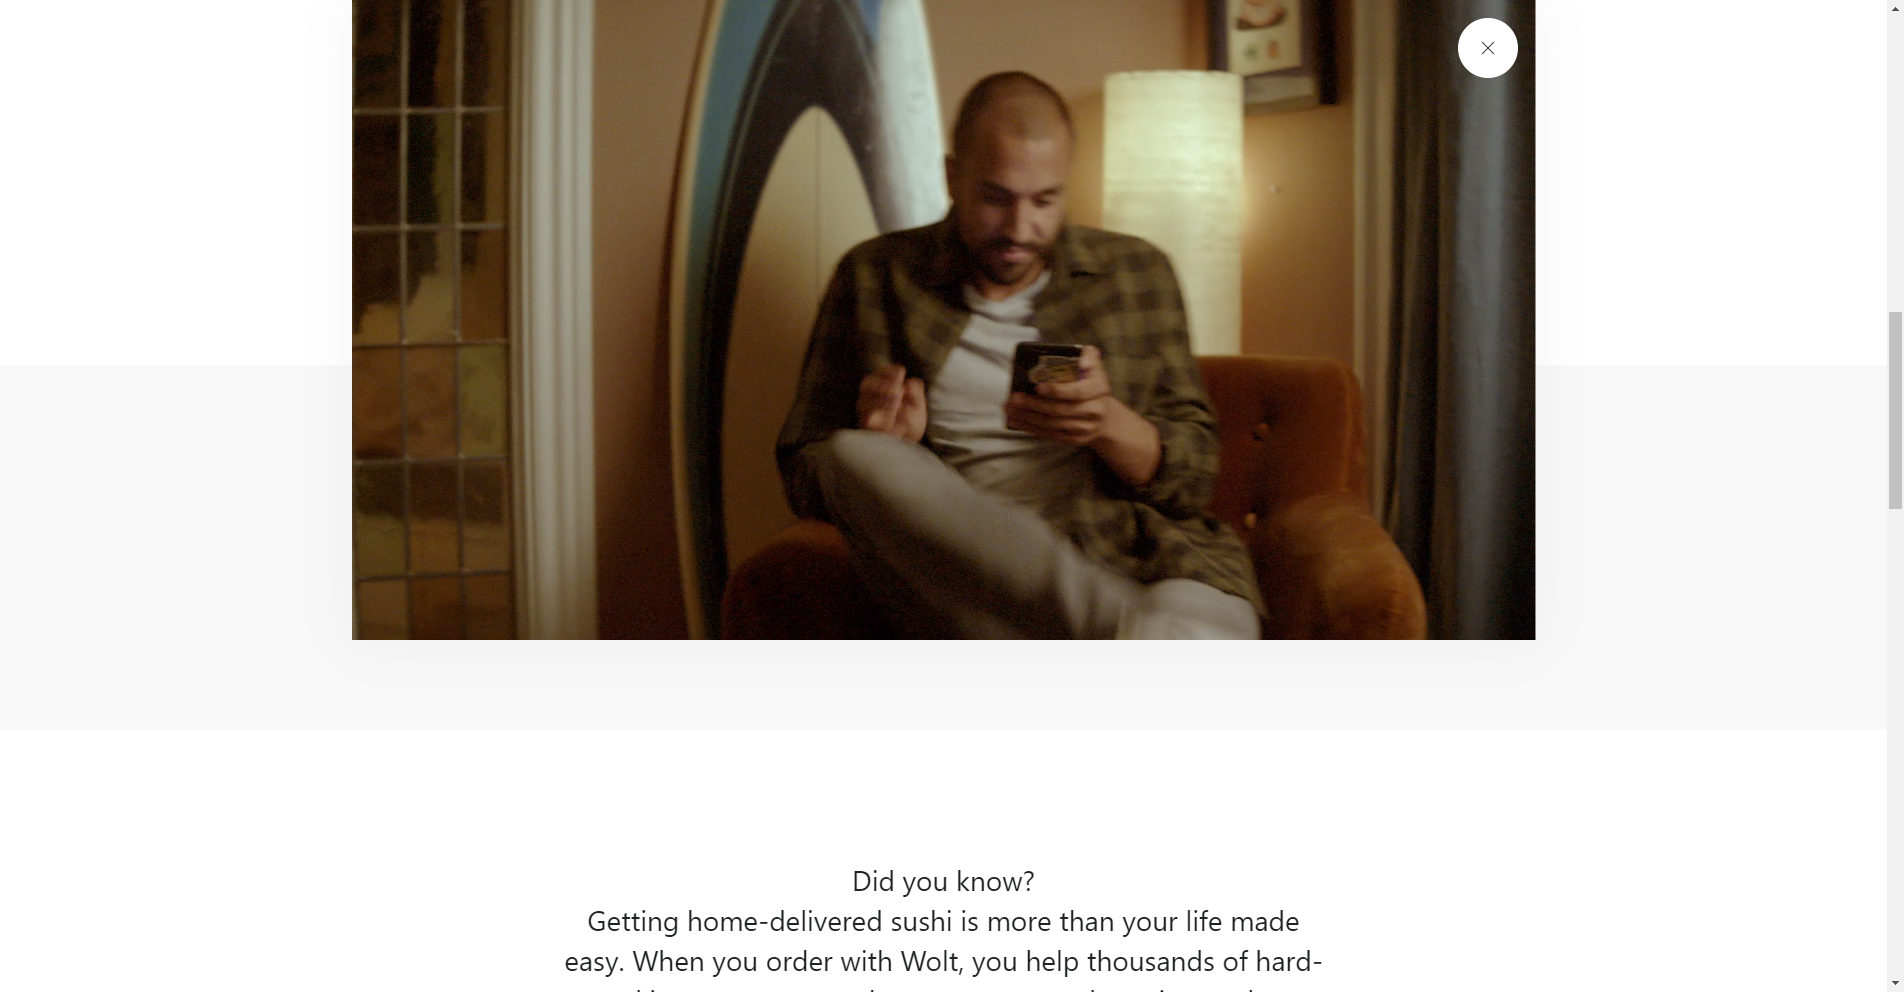 Did you know?
Getting home-delivered sushi is more than your life made
easy. When you order with Wolt, you help thousands of hard-